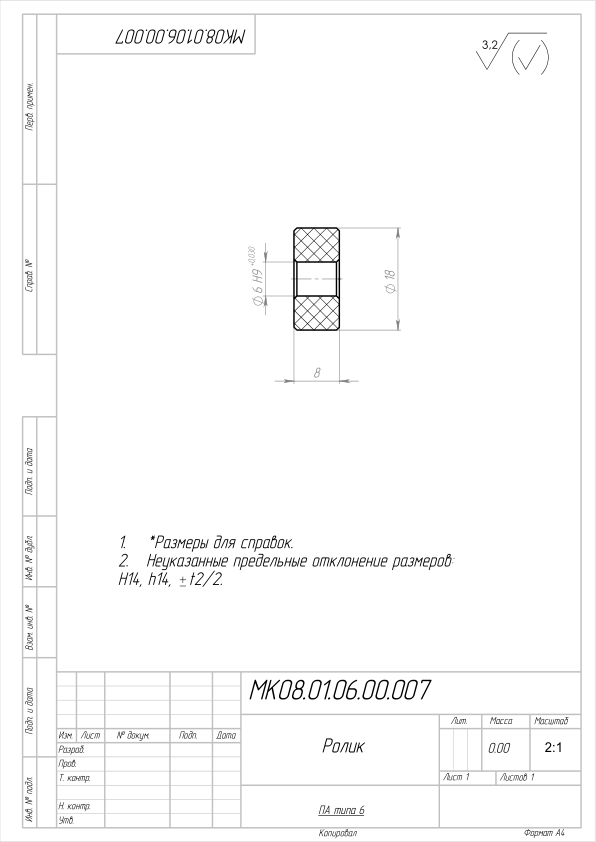 МК08.01.06.00.007
3,2
Перв. примен.
Справ. №
⌀6 H9 +0,030
⌀18
8
1. *Размеры для справок.
2. Неуказанные предельные отклонение размеров:
H14, h14, ±t2/2.
Подп. и дата
Инв. № дубл.
Взам. инв. №
Подп. и дата
Инв. № подл.
МК08.01.06.00.007
Изм. Лист № докум. Подп. Дата
Разраб.
Пров.
Т. контр.
Н. контр.
Утв.
Ролик
Лит. Масса Масштаб
0.00 2:1
Лист 1 Листов 1
ПА типа 6
Копировал Формат А4